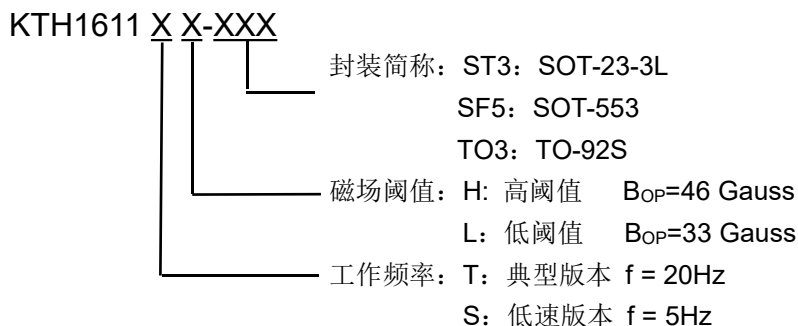 KTH1611 X X-XXX
封装简称：ST3：SOT-23-3L
SF5：SOT-553
TO3：TO-92S
磁场阈值：H: 高阈值 BOP=46 Gauss
L：低阈值 BOP=33 Gauss
工作频率：T：典型版本 f = 20Hz
S：低速版本 f = 5Hz